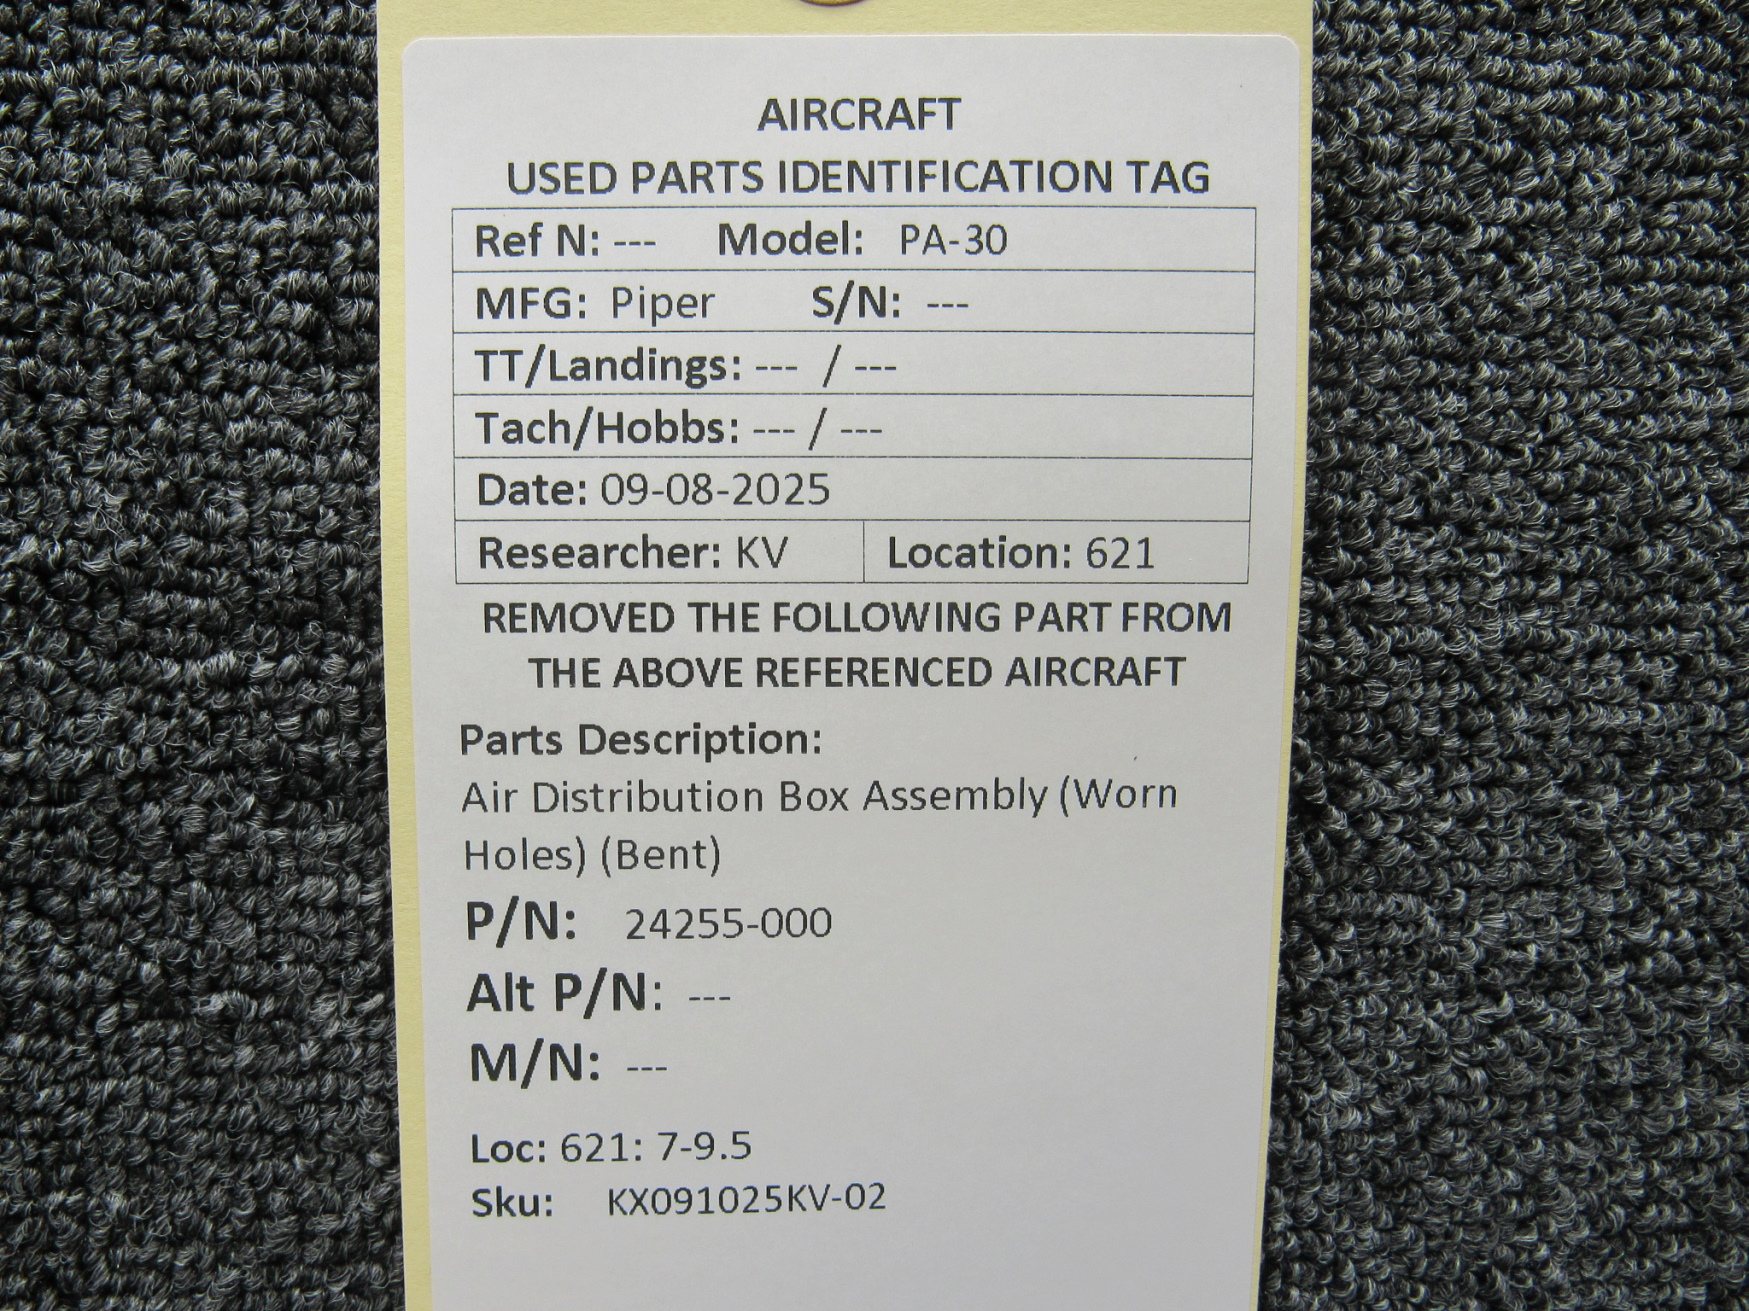 AIRCRAFT
USED PARTS IDENTIFICATION TAG
Ref N: --- Model: PA-30
MFG: Piper S/N: ---
TT/Landings: --- / ---
Tach/Hobbs: --- / ---
Date: 09-08-2025
Researcher: KV Location: 621
REMOVED THE FOLLOWING PART FROM
THE ABOVE REFERENCED AIRCRAFT
Parts Description:
Air Distribution Box Assembly (Worn
Holes) (Bent)
P/N: 24255-000
Alt P/N: ---
M/N: ---
Loc: 621: 7-9.5
Sku: KX091025KV-02